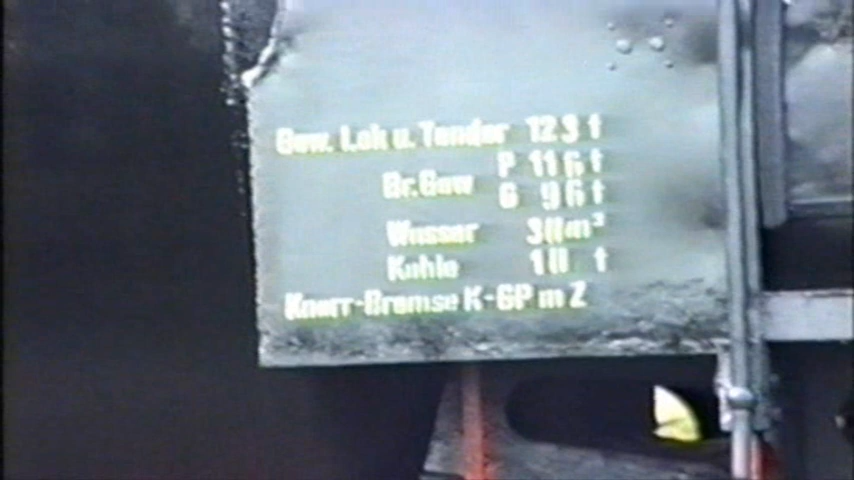 Gew. Lok u. Tender 123 t
Br.Gew P 116 t
G 96 t
Wasser 30 m³
Kohle 10 t
Knorr-Bremse K-GP m Z